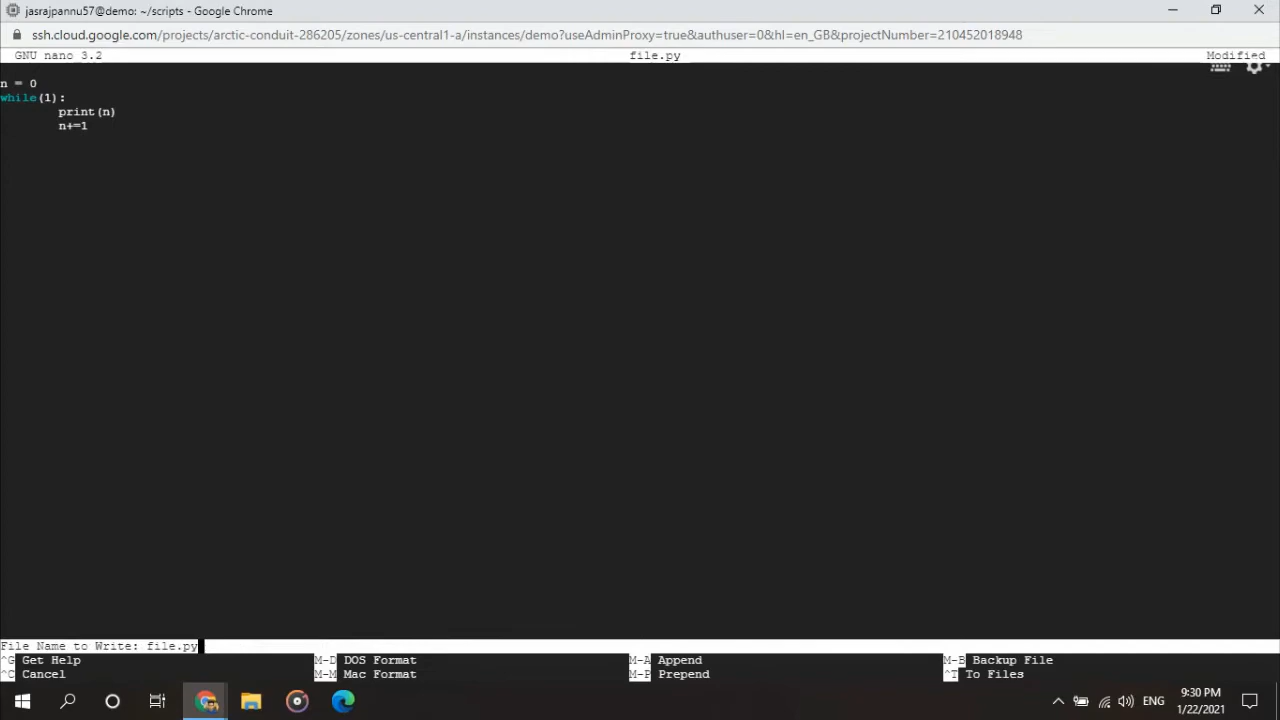 jasrajpannu57@demo: ~/scripts - Google Chrome
ssh.cloud.google.com/projects/arctic-conduit-286205/zones/us-central1-a/instances/demo?useAdminProxy=true&authuser=0&hl=en_GB&projectNumber=210452018948
GNU nano 3.2 file.py Modified
n = 0
while(1):
print(n)
n+=1
File Name to Write: file.py
^G Get Help M-D DOS Format M-A Append M-B Backup File
^C Cancel M-M Mac Format M-P Prepend ^T To Files
ENG
9:30 PM
1/22/2021